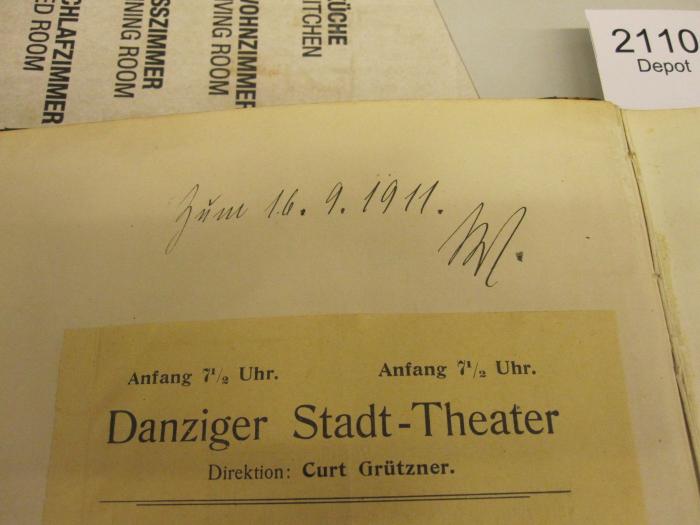 KÜCHE
KITCHEN
WOHNZIMMER
LIVING ROOM
SSZIMMER
INING ROOM
CHLAFZIMMER
ED ROOM
2110
Depot
Zum 16. 9. 1911.
Anfang 7½ Uhr. Anfang 7½ Uhr.
Danziger Stadt-Theater
Direktion: Curt Grützner.